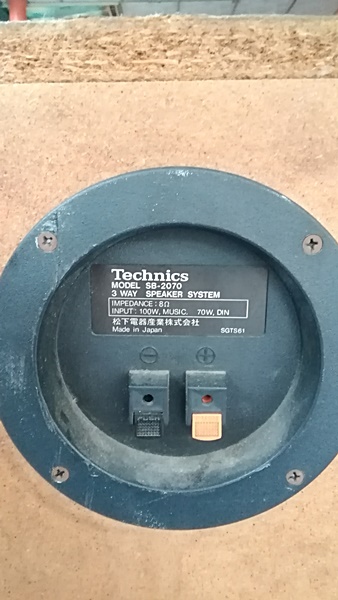 Technics
MODEL SB-2070
3 WAY SPEAKER SYSTEM
IMPEDANCE : 8Ω
INPUT : 100W, MUSIC. 70W, DIN
松下電器産業株式会社
Made in Japan SGT561
⊖ ⊕